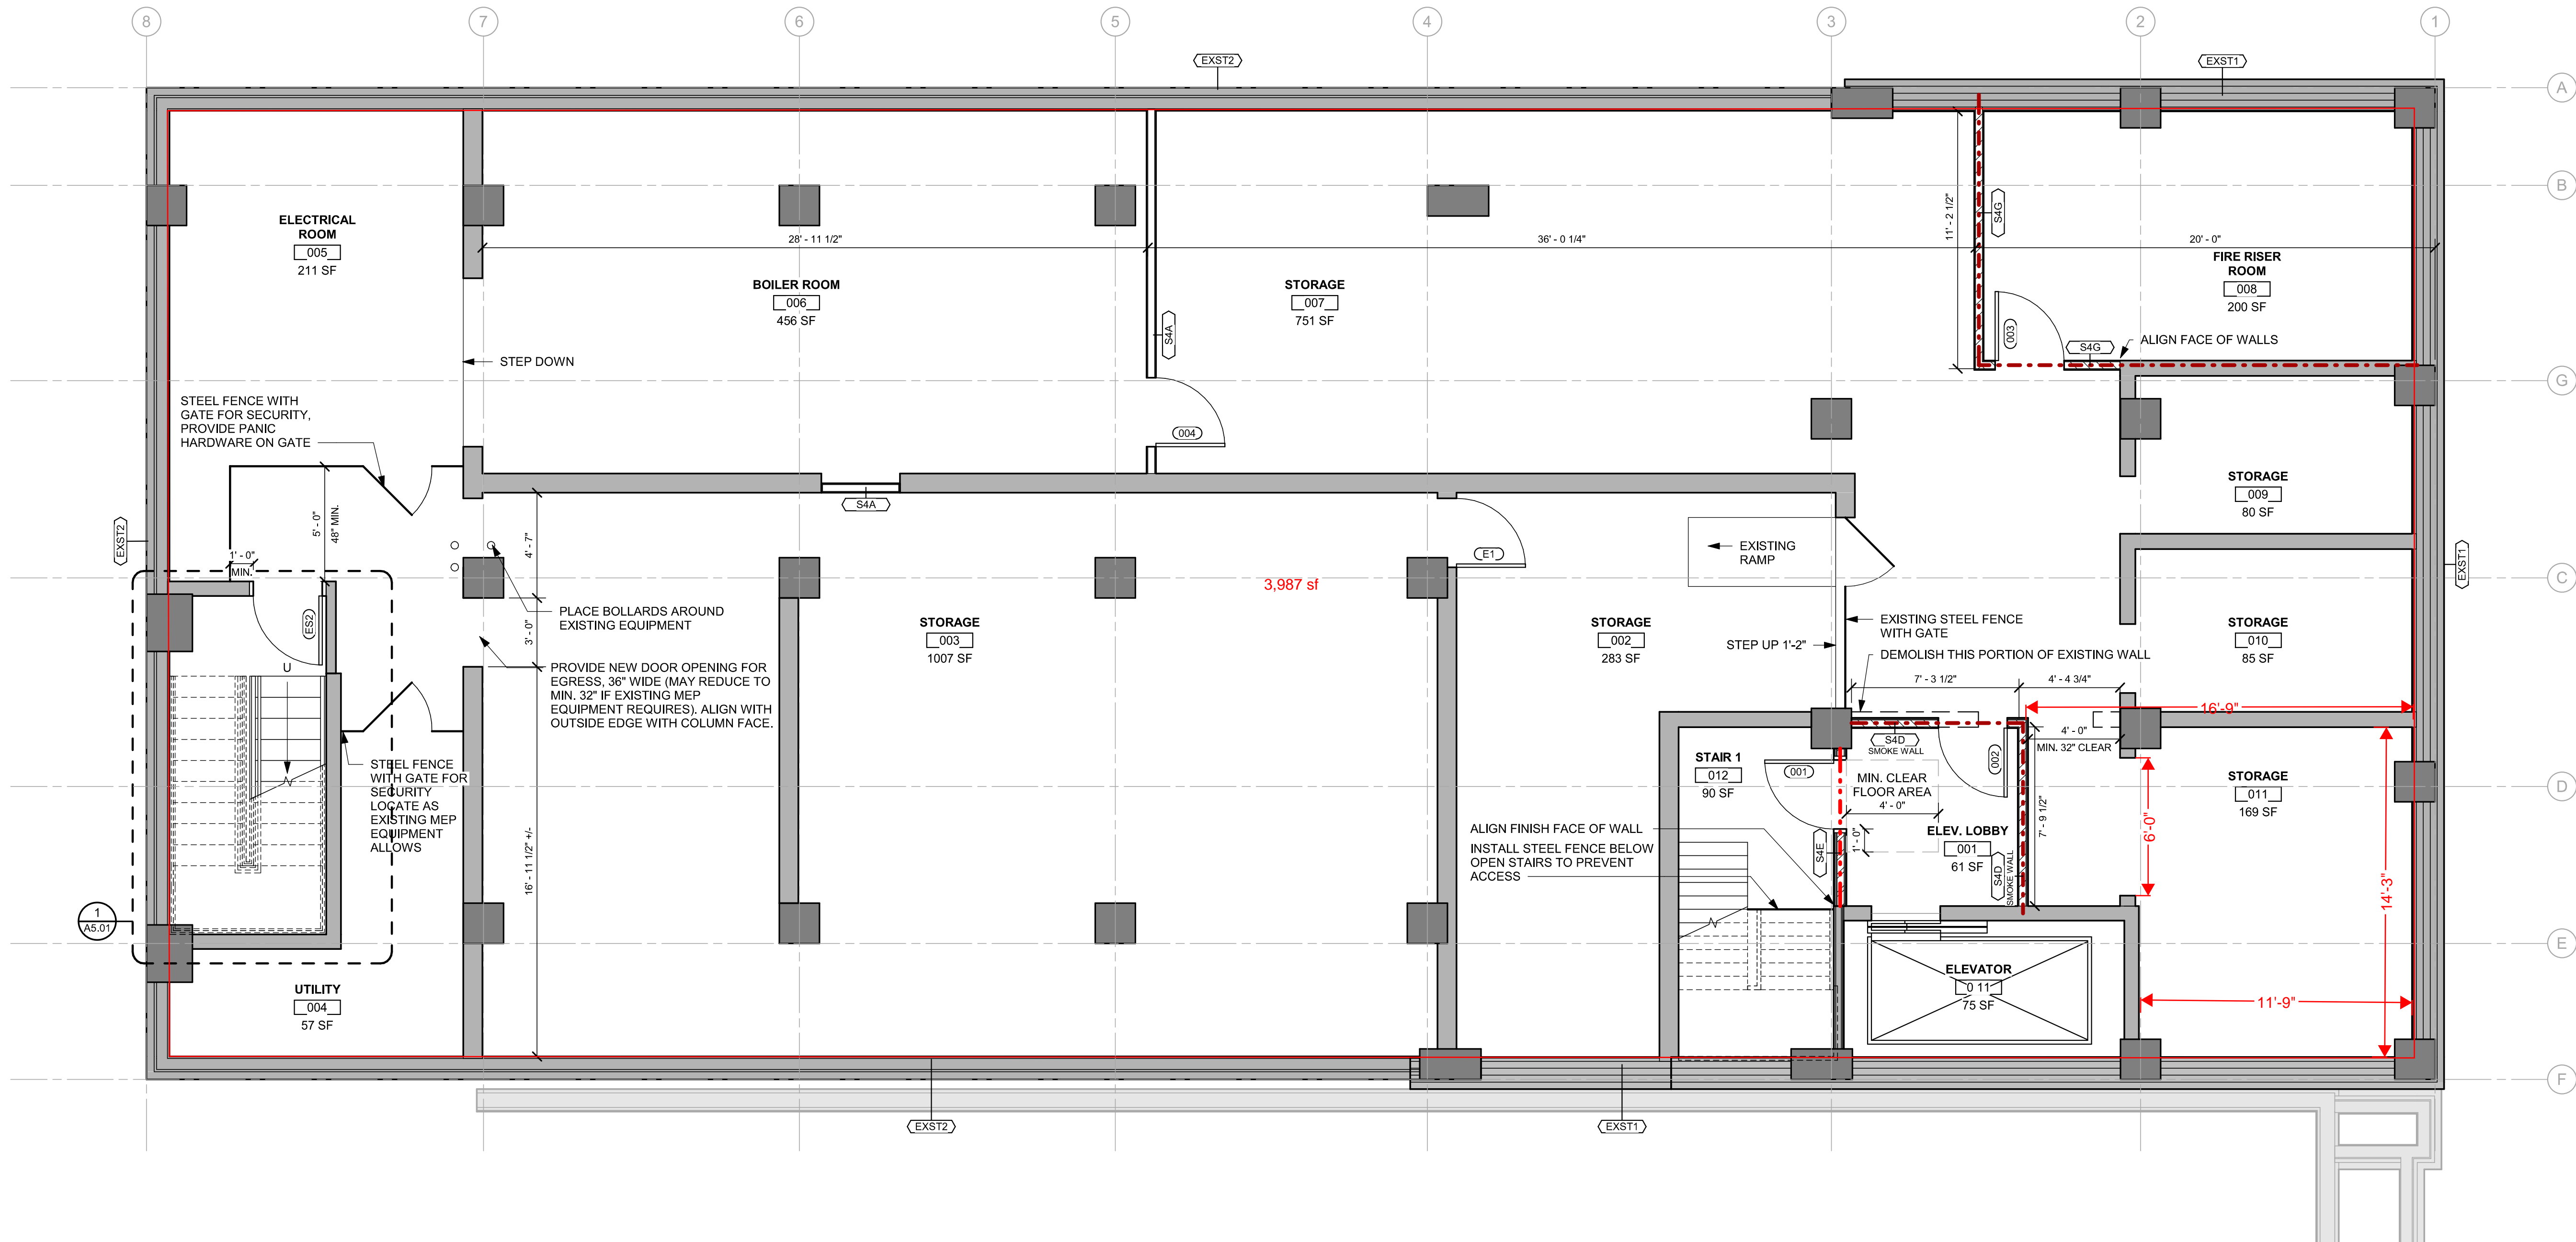 8
7
6
5
4
3
2
1
EXST2
EXST1
A
B
G
C
D
E
F
ELECTRICAL
ROOM
005
211 SF
28' - 11 1/2"
36' - 0 1/4"
20' - 0"
11' - 2 1/2"
S4G
BOILER ROOM
006
456 SF
STORAGE
007
751 SF
FIRE RISER
ROOM
008
200 SF
S4A
003
S4G
ALIGN FACE OF WALLS
STEP DOWN
STEEL FENCE WITH
GATE FOR SECURITY,
PROVIDE PANIC
HARDWARE ON GATE
004
S4A
STORAGE
009
80 SF
EXST2
5' - 0"
48" MIN.
1' - 0"
MIN.
4' - 7"
E1
EXISTING
RAMP
EXST1
3,987 sf
PLACE BOLLARDS AROUND
EXISTING EQUIPMENT
ES2
U
3' - 0"
STORAGE
003
1007 SF
STORAGE
002
283 SF
EXISTING STEEL FENCE
WITH GATE
STEP UP 1'-2"
DEMOLISH THIS PORTION OF EXISTING WALL
STORAGE
010
85 SF
PROVIDE NEW DOOR OPENING FOR
EGRESS, 36" WIDE (MAY REDUCE TO
MIN. 32" IF EXISTING MEP
EQUIPMENT REQUIRES). ALIGN WITH
OUTSIDE EDGE WITH COLUMN FACE.
7' - 3 1/2"
4' - 4 3/4"
16'-9"
4' - 0"
MIN. 32" CLEAR
S4D
SMOKE WALL
STEEL FENCE
WITH GATE FOR
SECURITY
LOCATE AS
EXISTING MEP
EQUIPMENT
ALLOWS
STAIR 1
012
90 SF
001
002
MIN. CLEAR
FLOOR AREA
4' - 0"
7' - 9 1/2"
6'-0"
STORAGE
011
169 SF
14'-3"
16' - 11 1/2" +/-
ALIGN FINISH FACE OF WALL
INSTALL STEEL FENCE BELOW
OPEN STAIRS TO PREVENT
ACCESS
S4E
1' - 0"
ELEV. LOBBY
001
61 SF
S4D
SMOKE WALL
1
A5.01
UTILITY
004
57 SF
ELEVATOR
0 11
75 SF
11'-9"
EXST2
EXST1